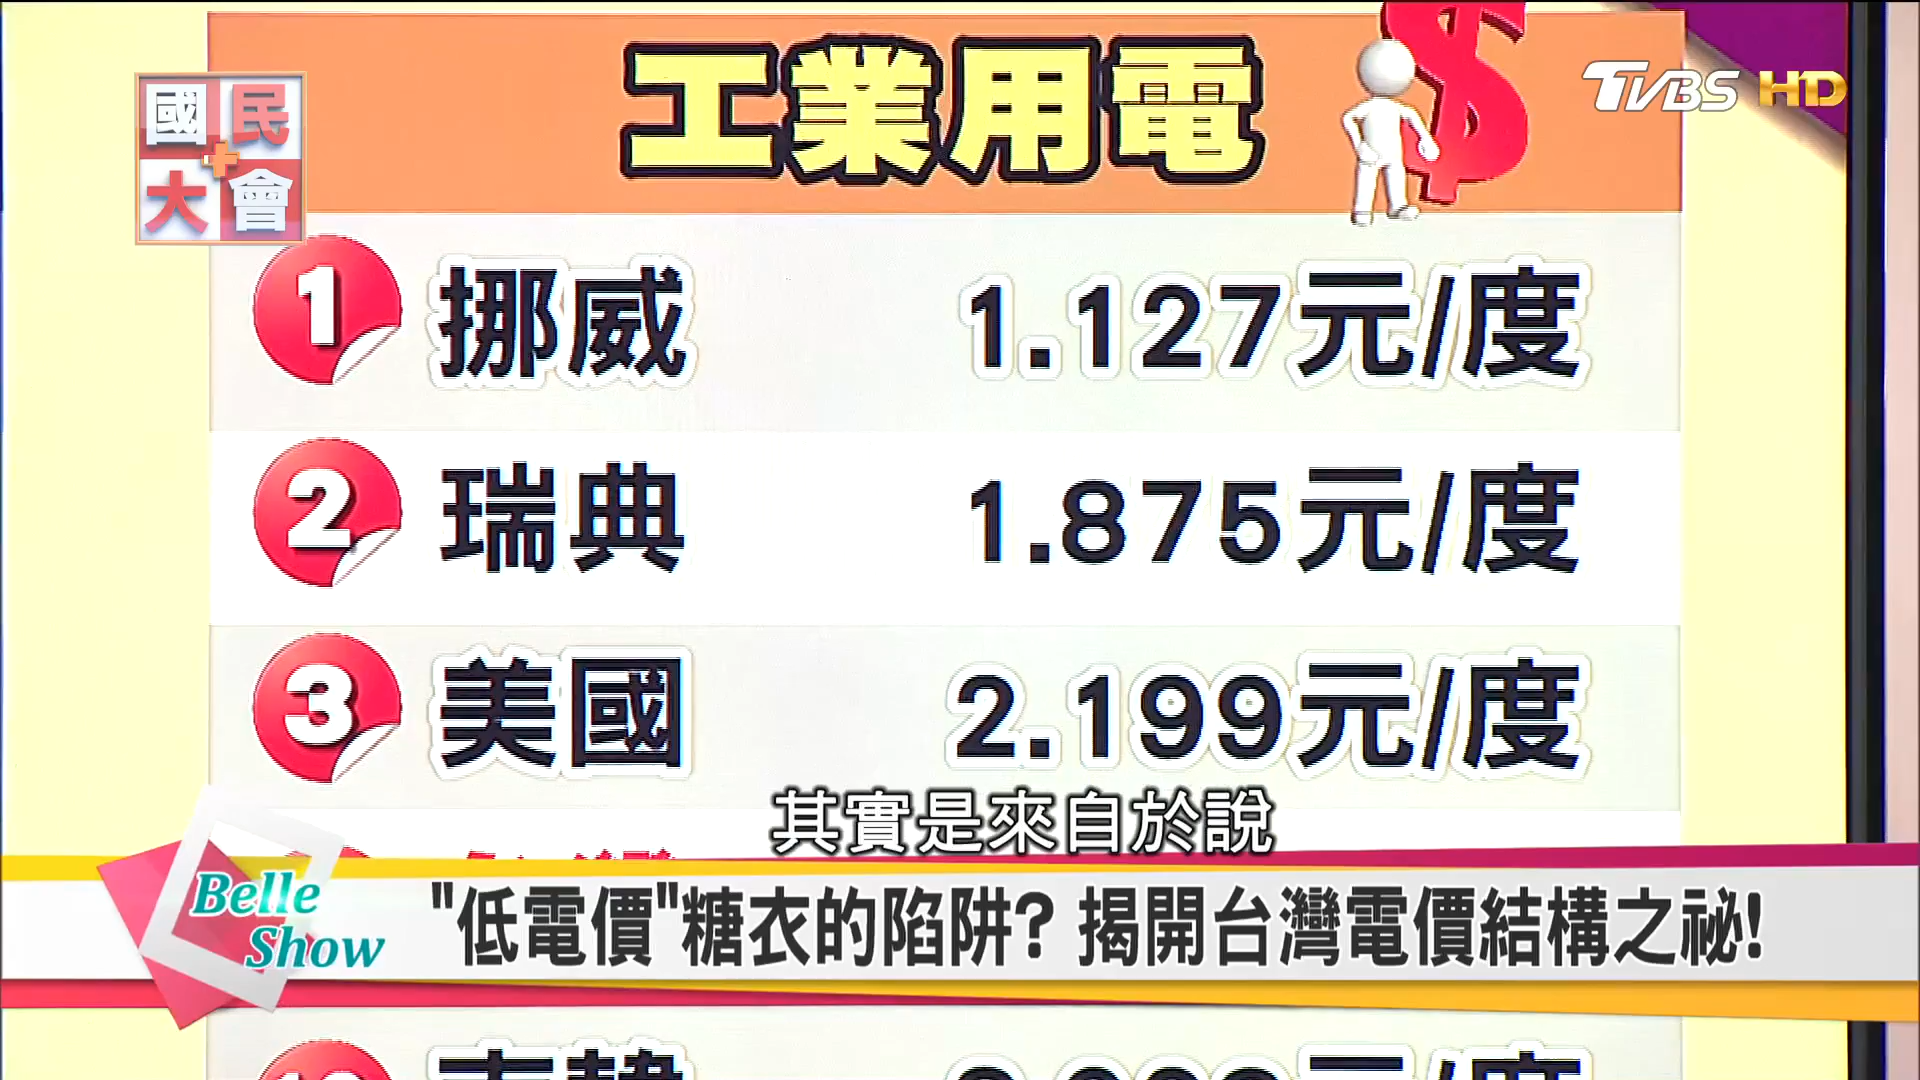 工業用電
國民
大會
TVBS HD
1 挪威 1.127元/度
2 瑞典 1.875元/度
3 美國 2.199元/度
其實是來自於說
Belle
Show
"低電價"糖衣的陷阱? 揭開台灣電價結構之祕!